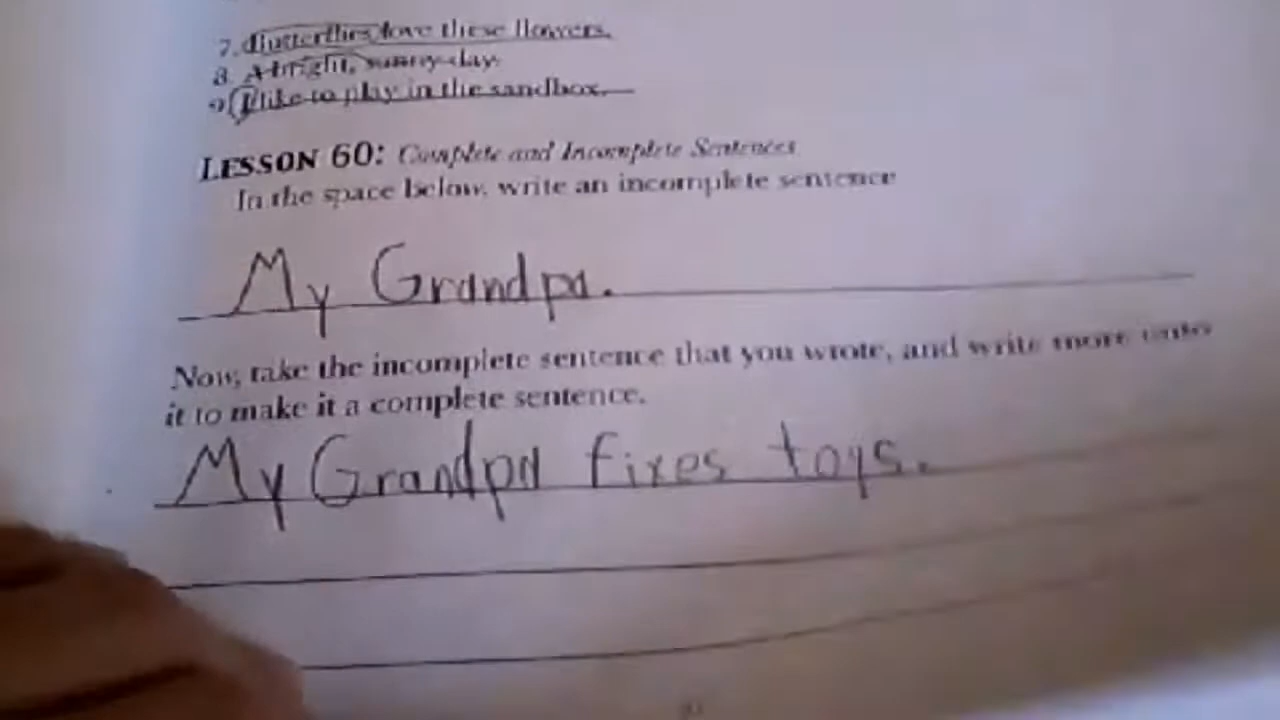 7. Butterflies love these flowers.
8. A bright, sunny day.
9. I like to play in the sandbox.
LESSON 60: Complete and Incomplete Sentences
In the space below, write an incomplete sentence
My Grandpa.
Now, take the incomplete sentence that you wrote, and write more onto
it to make it a complete sentence.
My Grandpa fixes toys.